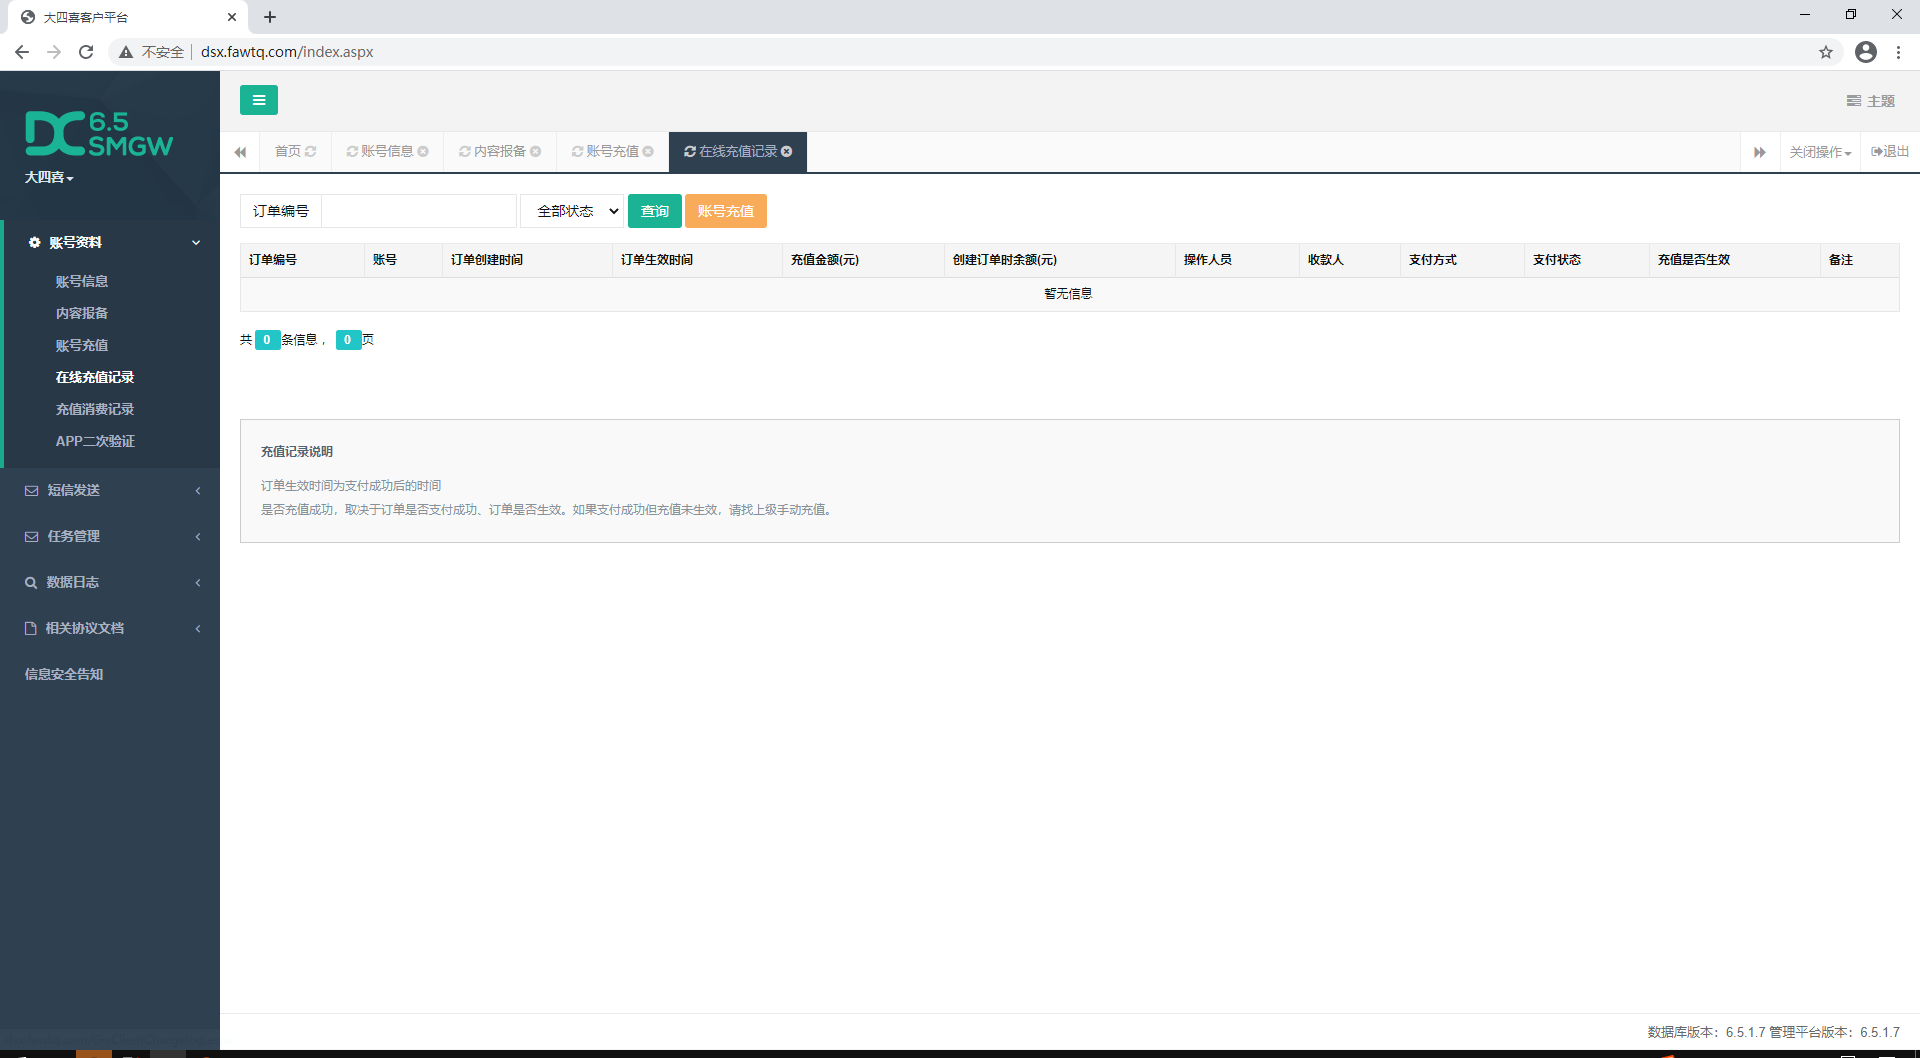 大四喜客户平台
不安全 dsx.fawtq.com/index.aspx
DC 6.5 SMGW
大四喜
账号资料
账号信息
内容报备
账号充值
在线充值记录
充值消费记录
APP二次验证
短信发送
任务管理
数据日志
相关协议文档
信息安全告知
主题
首页 账号信息 内容报备 账号充值 在线充值记录 关闭操作 退出
订单编号 全部状态 查询 账号充值
订单编号 账号 订单创建时间 订单生效时间 充值金额(元) 创建订单时余额(元) 操作人员 收款人 支付方式 支付状态 充值是否生效 备注
暂无信息
共 0 条信息， 0 页
充值记录说明
订单生效时间为支付成功后的时间
是否充值成功，取决于订单是否支付成功、订单是否生效。如果支付成功但充值未生效，请找上级手动充值。
数据库版本：6.5.1.7 管理平台版本：6.5.1.7